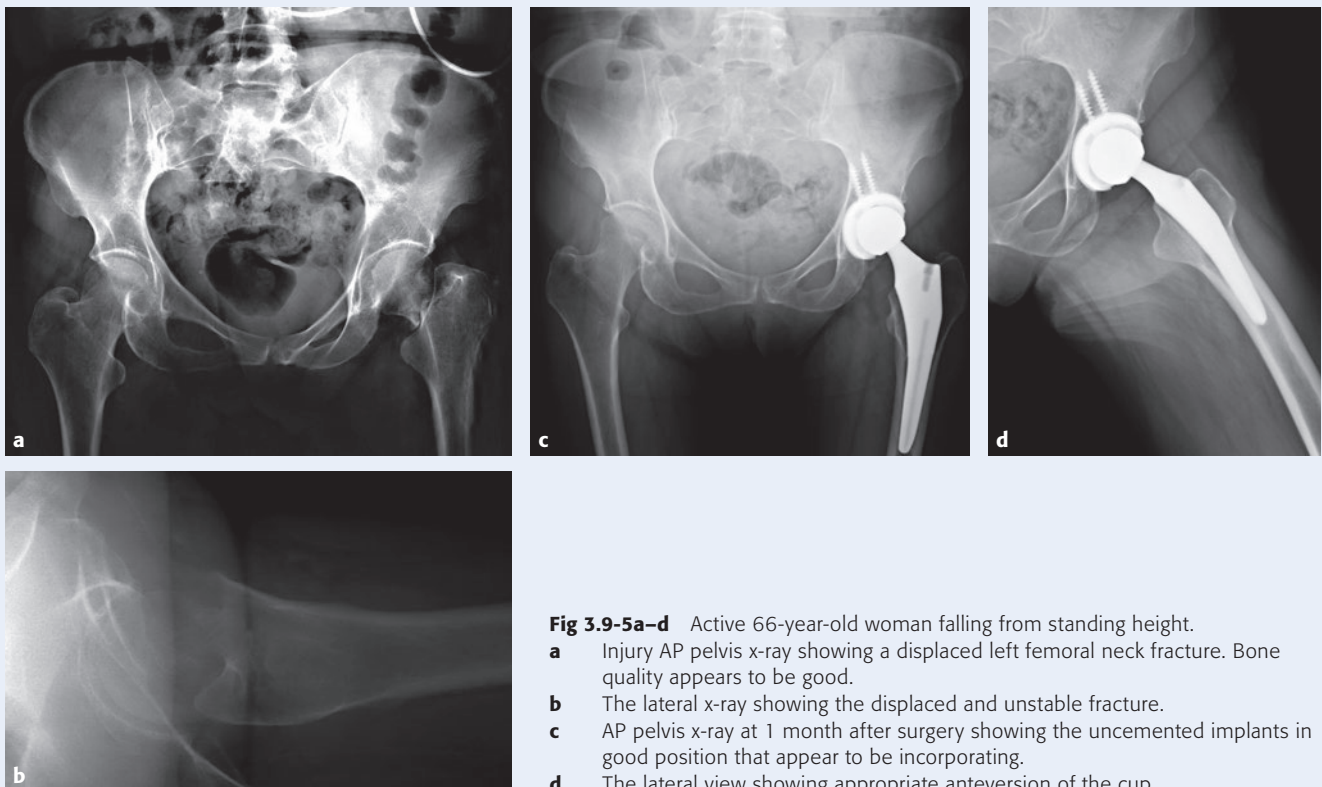 a
c
d
b
Fig 3.9-5a–d Active 66-year-old woman falling from standing height.
a Injury AP pelvis x-ray showing a displaced left femoral neck fracture. Bone
quality appears to be good.
b The lateral x-ray showing the displaced and unstable fracture.
c AP pelvis x-ray at 1 month after surgery showing the uncemented implants in
good position that appear to be incorporating.
d The lateral view showing appropriate anteversion of the cup.